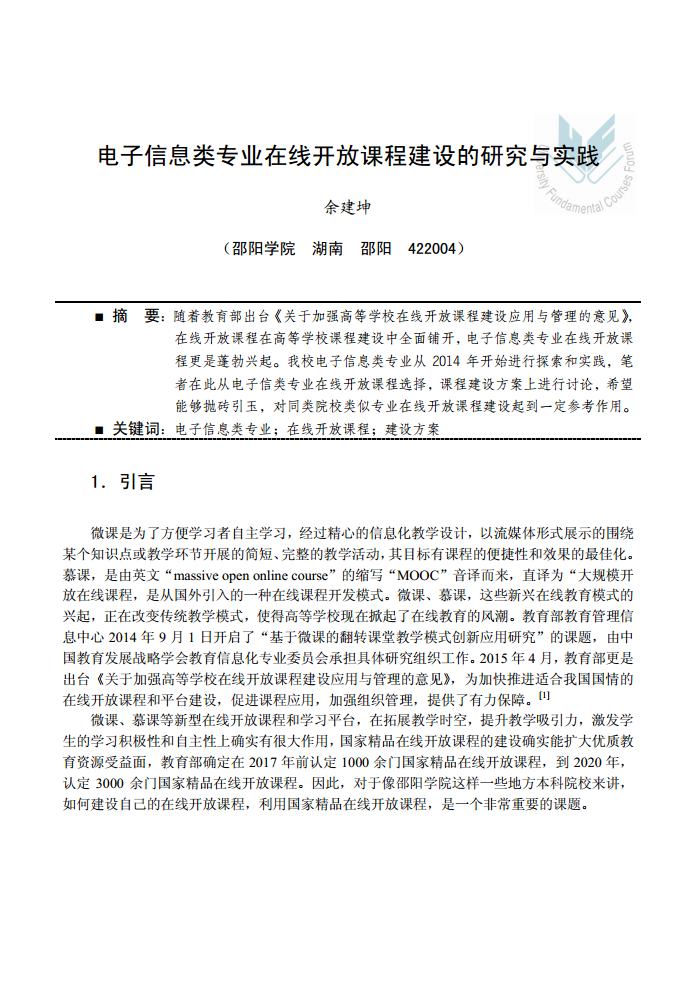 电子信息类专业在线开放课程建设的研究与实践
University Fundamental Courses Forum
余建坤
（邵阳学院 湖南 邵阳 422004）
■ 摘 要：随着教育部出台《关于加强高等学校在线开放课程建设应用与管理的意见》，
在线开放课程在高等学校课程建设中全面铺开，电子信息类专业在线开放课
程更是蓬勃兴起。我校电子信息类专业从 2014 年开始进行探索和实践，笔
者在此从电子信类专业在线开放课程选择，课程建设方案上进行讨论，希望
能够抛砖引玉，对同类院校类似专业在线开放课程建设起到一定参考作用。
■ 关键词：电子信息类专业；在线开放课程；建设方案
1．引言
微课是为了方便学习者自主学习，经过精心的信息化教学设计，以流媒体形式展示的围绕
某个知识点或教学环节开展的简短、完整的教学活动，其目标有课程的便捷性和效果的最佳化。
慕课，是由英文“massive open online course”的缩写“MOOC”音译而来，直译为“大规模开
放在线课程，是从国外引入的一种在线课程开发模式。微课、慕课，这些新兴在线教育模式的
兴起，正在改变传统教学模式，使得高等学校现在掀起了在线教育的风潮。教育部教育管理信
息中心 2014 年 9 月 1 日开启了“基于微课的翻转课堂教学模式创新应用研究”的课题，由中
国教育发展战略学会教育信息化专业委员会承担具体研究组织工作。2015 年 4 月，教育部更是
出台《关于加强高等学校在线开放课程建设应用与管理的意见》，为加快推进适合我国国情的
在线开放课程和平台建设，促进课程应用，加强组织管理，提供了有力保障。[1]
微课、慕课等新型在线开放课程和学习平台，在拓展教学时空，提升教学吸引力，激发学
生的学习积极性和自主性上确实有很大作用，国家精品在线开放课程的建设确实能扩大优质教
育资源受益面，教育部确定在 2017 年前认定 1000 余门国家精品在线开放课程，到 2020 年，
认定 3000 余门国家精品在线开放课程。因此，对于像邵阳学院这样一些地方本科院校来讲，
如何建设自己的在线开放课程，利用国家精品在线开放课程，是一个非常重要的课题。